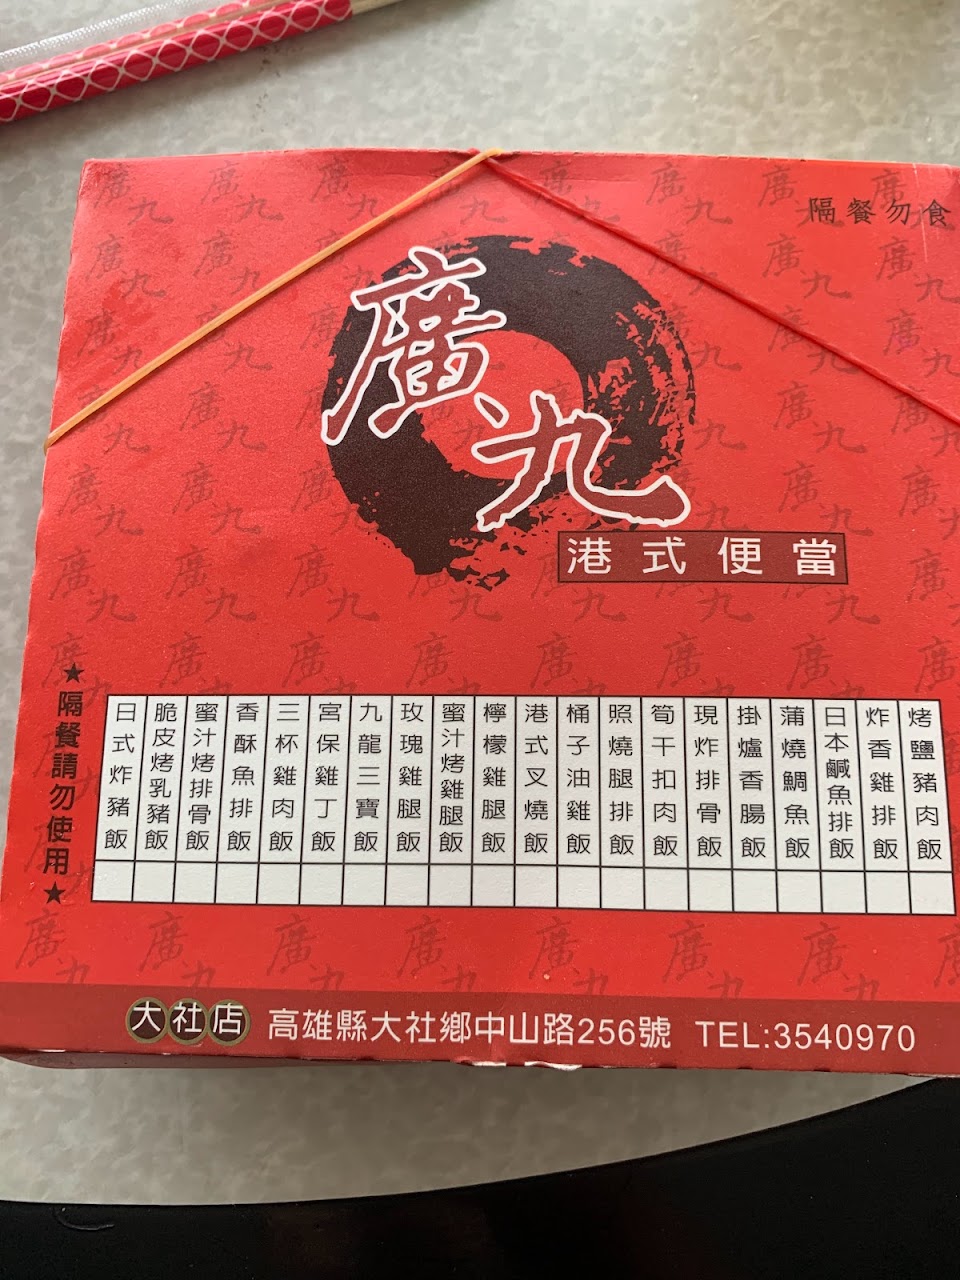 隔餐勿食
廣九
港式便當
烤鹽豬肉飯
炸香雞排飯
日本鹹魚排飯
蒲燒鯛魚飯
掛爐香腸飯
現炸排骨飯
筍干扣肉飯
照燒腿排飯
桶子油雞飯
港式叉燒飯
檸檬雞腿飯
蜜汁烤雞腿飯
玫瑰雞腿飯
九龍三寶飯
宮保雞丁飯
三杯雞肉飯
香酥魚排飯
蜜汁烤排骨飯
脆皮烤乳豬飯
日式炸豬飯
★隔餐請勿使用★
大社店 高雄縣大社鄉中山路256號 TEL:3540970